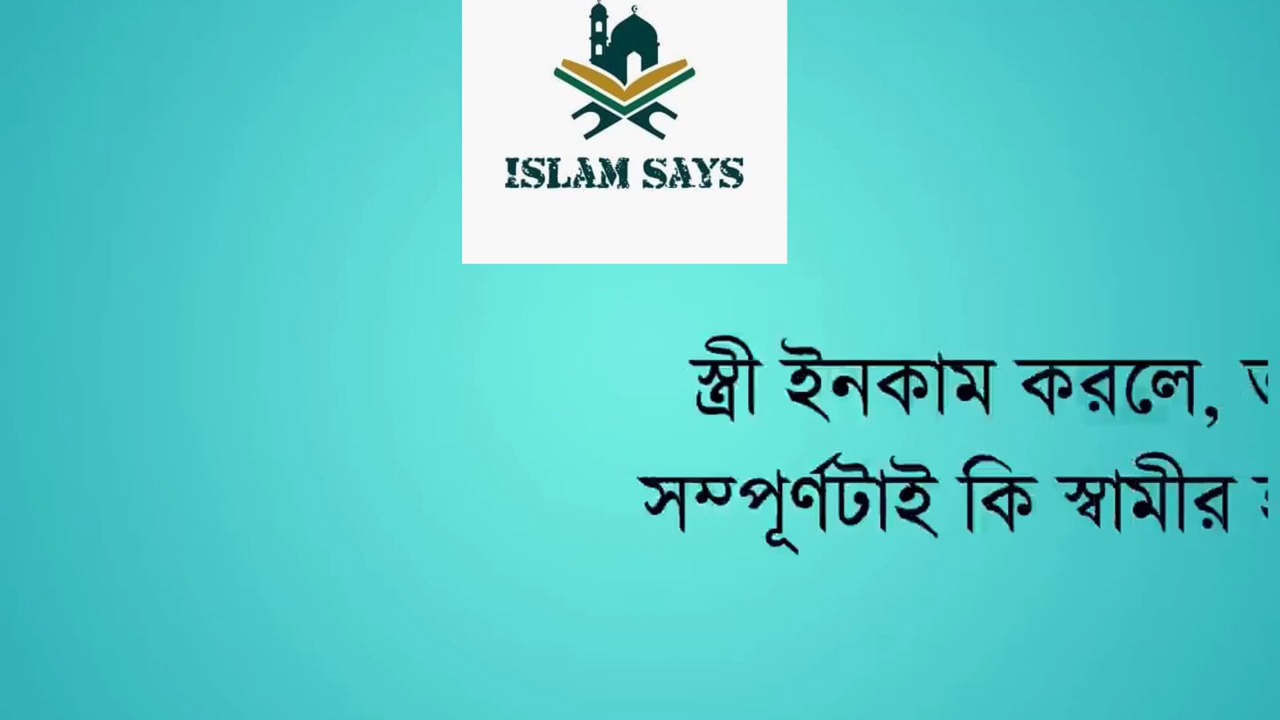 ISLAM SAYS
স্ত্রী ইনকাম করলে,
সম্পূর্ণটাই কি স্বামীর